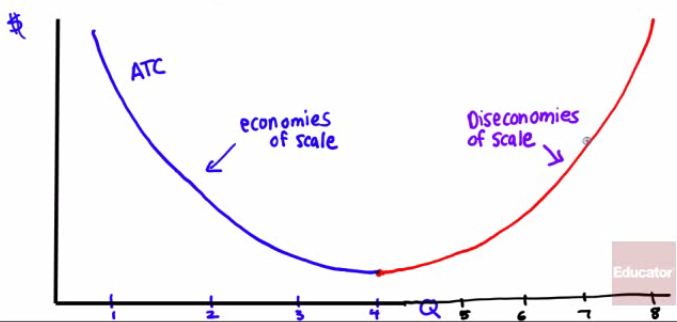 $
ATC
economies
of scale
Diseconomies
of scale
Educator
1 2 3 4 Q 5 6 7 8